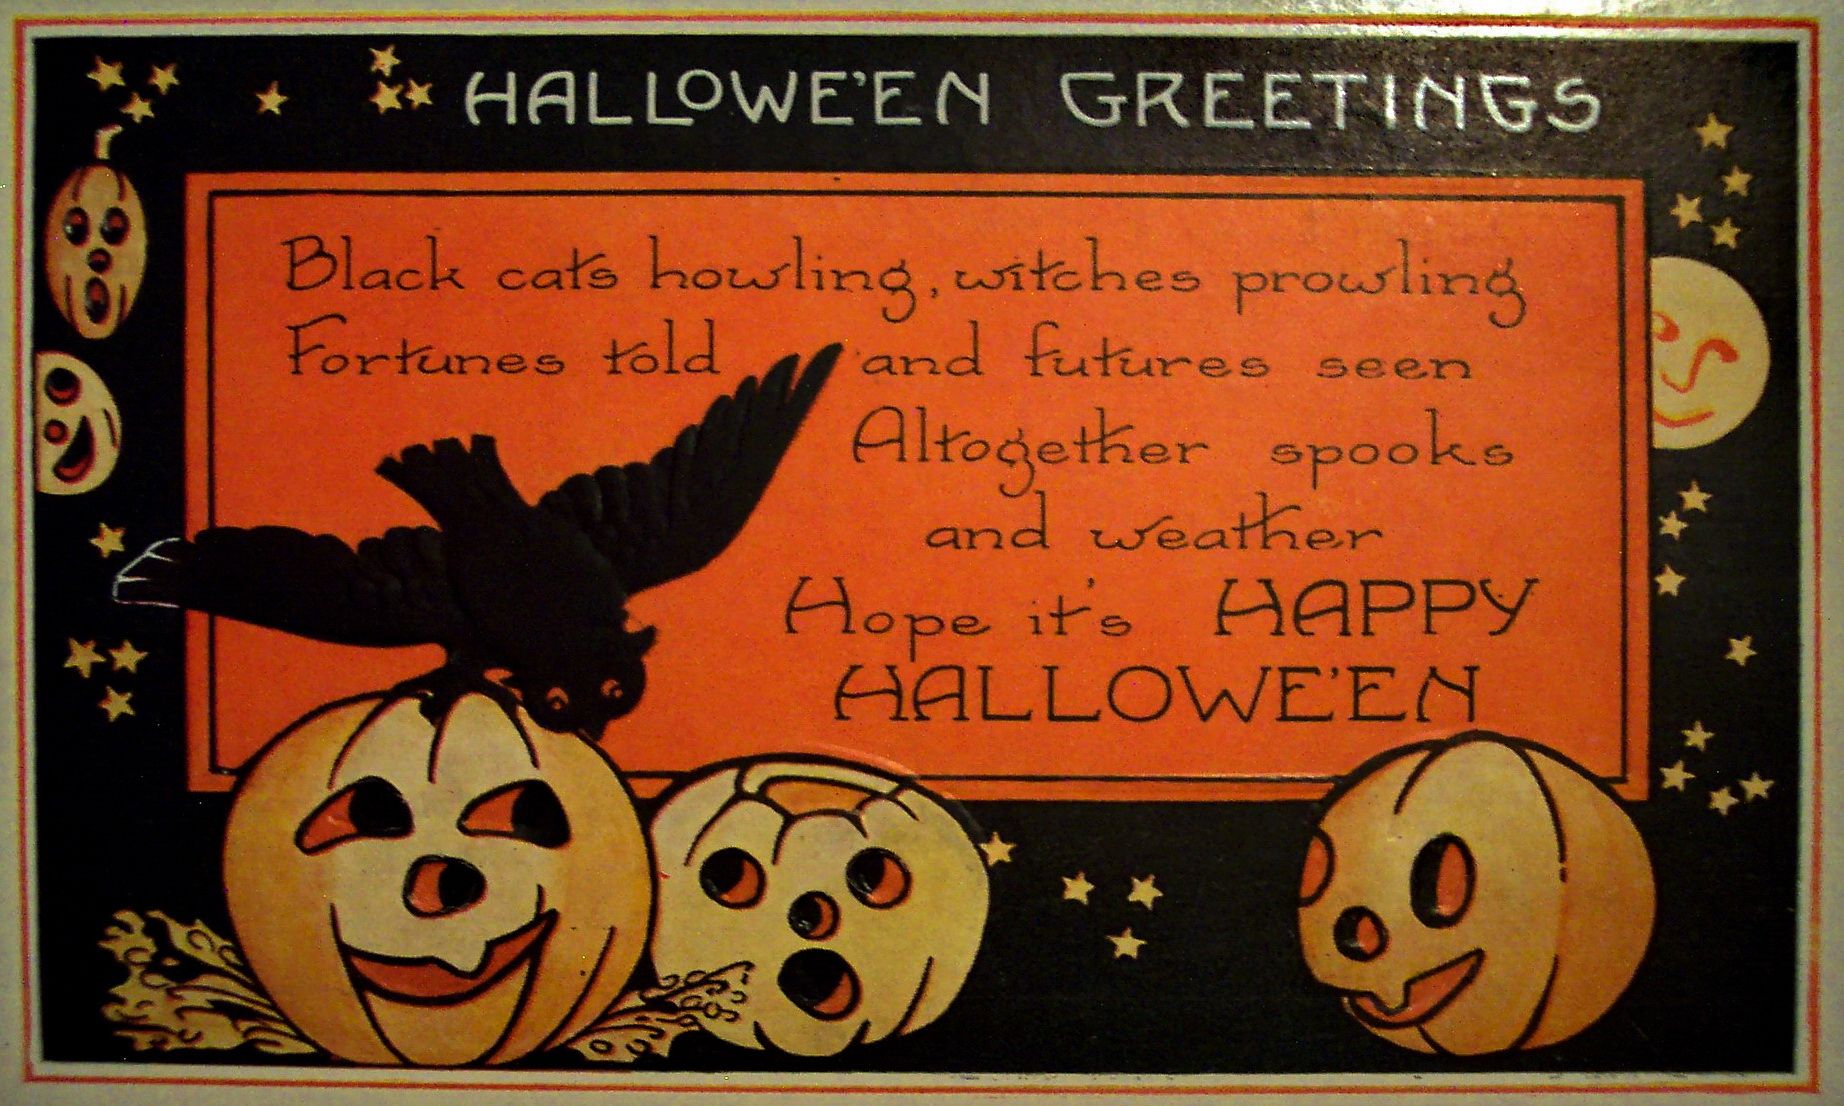 HALLOWE'EN GREETINGS
Black cats howling, witches prowling
Fortunes told and futures seen
Altogether spooks
and weather
Hope it's HAPPY
HALLOWE'EN